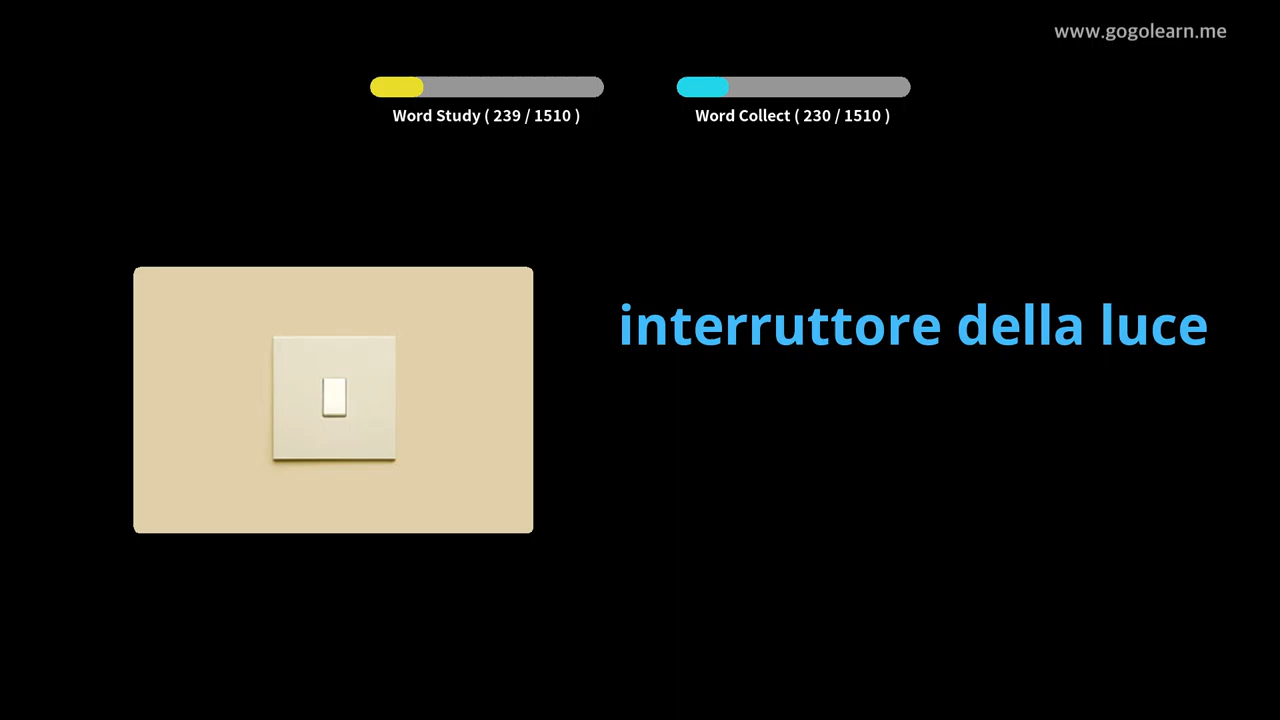 www.gogolearn.me
Word Study ( 239 / 1510 )
Word Collect ( 230 / 1510 )
interruttore della luce